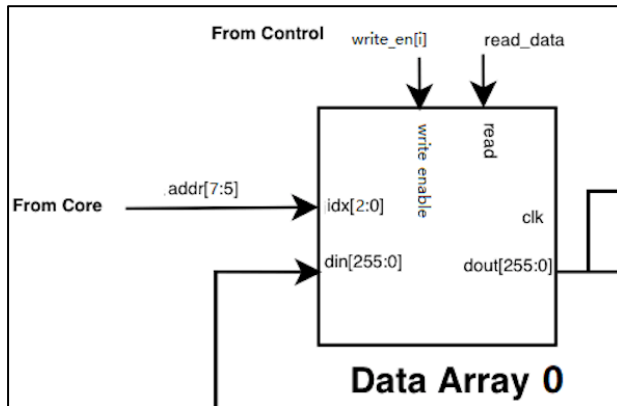 From Control
write_en[i]
read_data
write enable
read
addr[7:5]
From Core
idx[2:0]
clk
din[255:0]
dout[255:0]
Data Array 0